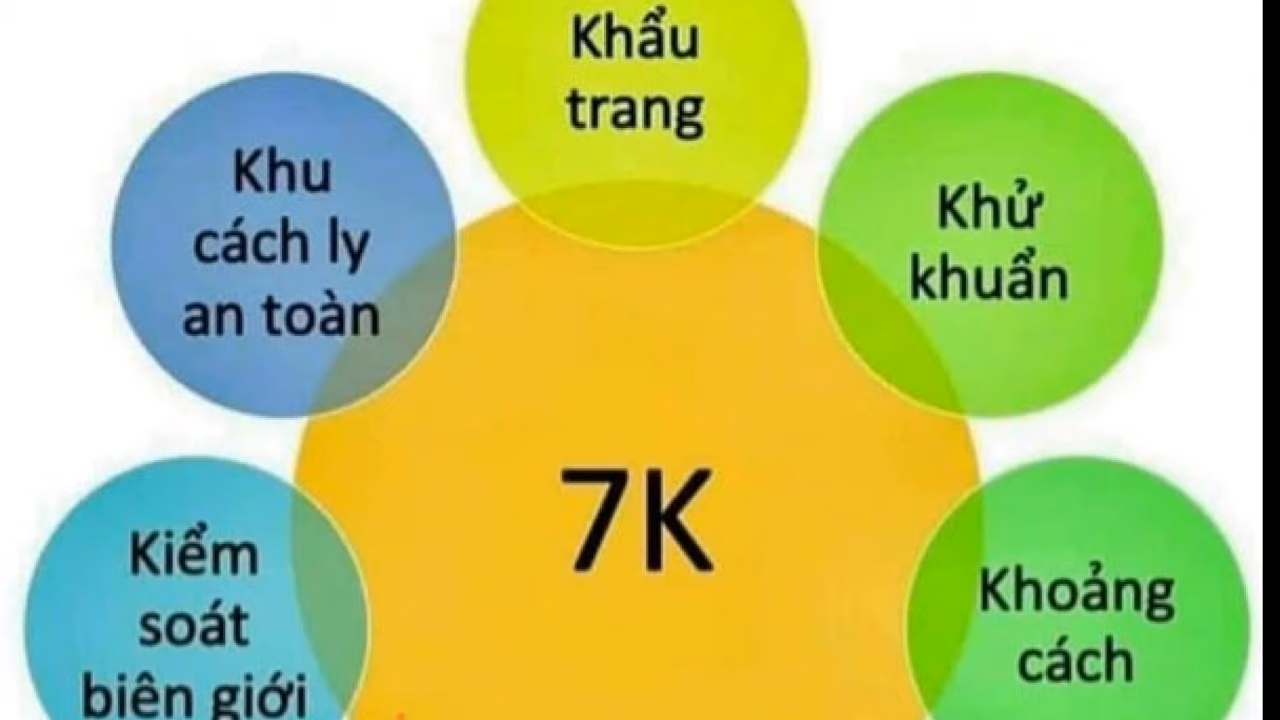 Khẩu
trang
Khử
khuẩn
Khoảng
cách
7K
Khu
cách ly
an toàn
Kiểm
soát
biên giới